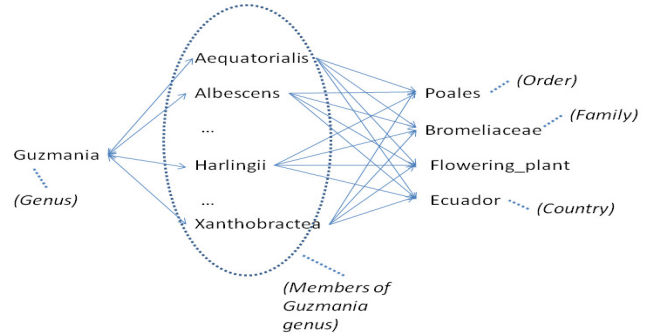 Aequatorialis
Albescens
...
Harlingii
...
Xanthobractea
Guzmania
(Genus)
Poales
(Order)
Bromeliaceae
(Family)
Flowering_plant
Ecuador
(Country)
(Members of
Guzmania
genus)